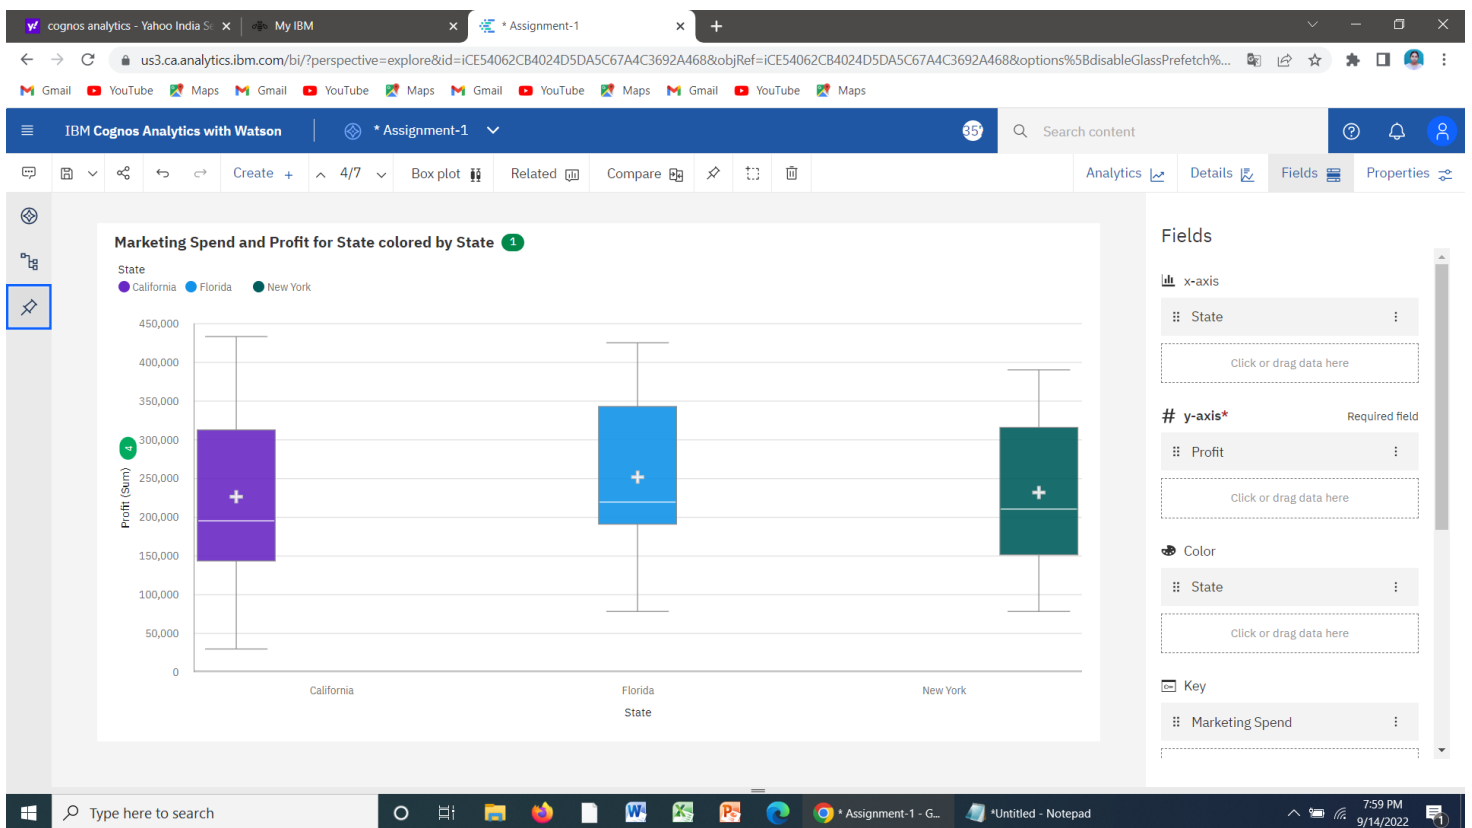 cognos analytics - Yahoo India Se
My IBM
* Assignment-1
us3.ca.analytics.ibm.com/bi/?perspective=explore&id=iCE54062CB4024D5DA5C67A4C3692A468&objRef=iCE54062CB4024D5DA5C67A4C3692A468&options%5BdisableGlassPrefetch%...
Gmail YouTube Maps Gmail YouTube Maps Gmail YouTube Maps Gmail YouTube Maps
IBM Cognos Analytics with Watson
* Assignment-1
Search content
Create + 4/7 Box plot Related Compare
Analytics Details Fields Properties
Marketing Spend and Profit for State colored by State 1
State
California Florida New York
450,000
400,000
350,000
300,000
250,000
200,000
150,000
100,000
50,000
0
Profit (Sum) 4
California Florida New York
State
Fields
x-axis
State
Click or drag data here
# y-axis* Required field
Profit
Click or drag data here
Color
State
Click or drag data here
Key
Marketing Spend
Type here to search
* Assignment-1 - G...
*Untitled - Notepad
7:59 PM
9/14/2022
1